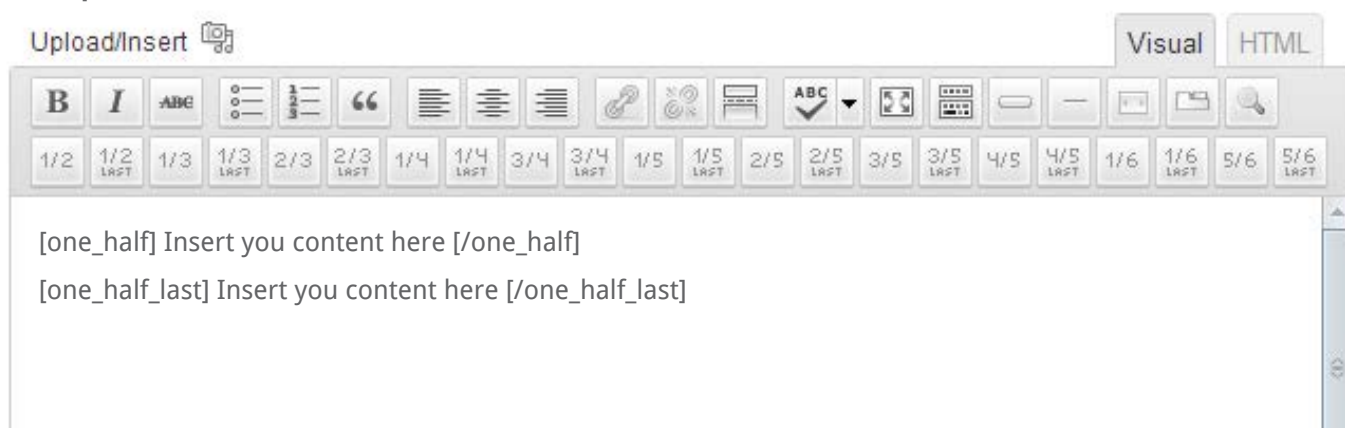 Upload/Insert Visual HTML
B I ABC 1 2 3 ABC
1/2 1/2 LAST 1/3 1/3 LAST 2/3 2/3 LAST 1/4 1/4 LAST 3/4 3/4 LAST 1/5 1/5 LAST 2/5 2/5 LAST 3/5 3/5 LAST 4/5 4/5 LAST 1/6 1/6 LAST 5/6 5/6 LAST
[one_half] Insert you content here [/one_half]
[one_half_last] Insert you content here [/one_half_last]